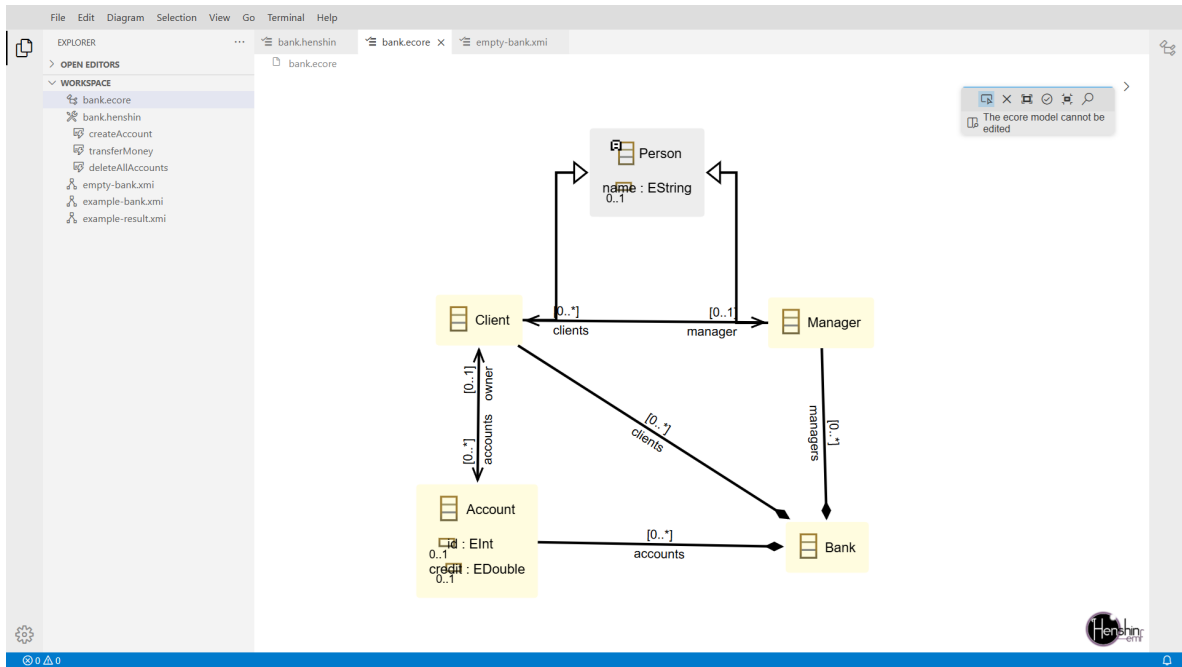 File Edit Diagram Selection View Go Terminal Help
EXPLORER ···
OPEN EDITORS
WORKSPACE
bank.ecore
bank.henshin
createAccount
transferMoney
deleteAllAccounts
empty-bank.xmi
example-bank.xmi
example-result.xmi
bank.henshin bank.ecore empty-bank.xmi
bank.ecore
The ecore model cannot be
edited
Person
name : EString
0..1
[0..*] [0..1]
Client Manager
clients manager
[0..1]
owner
[0..*]
accounts
[0..*]
clients
[0..*]
managers
Account
id : EInt
0..1
credit : EDouble
0..1
[0..*]
accounts
Bank
Henshin
emf
0 0